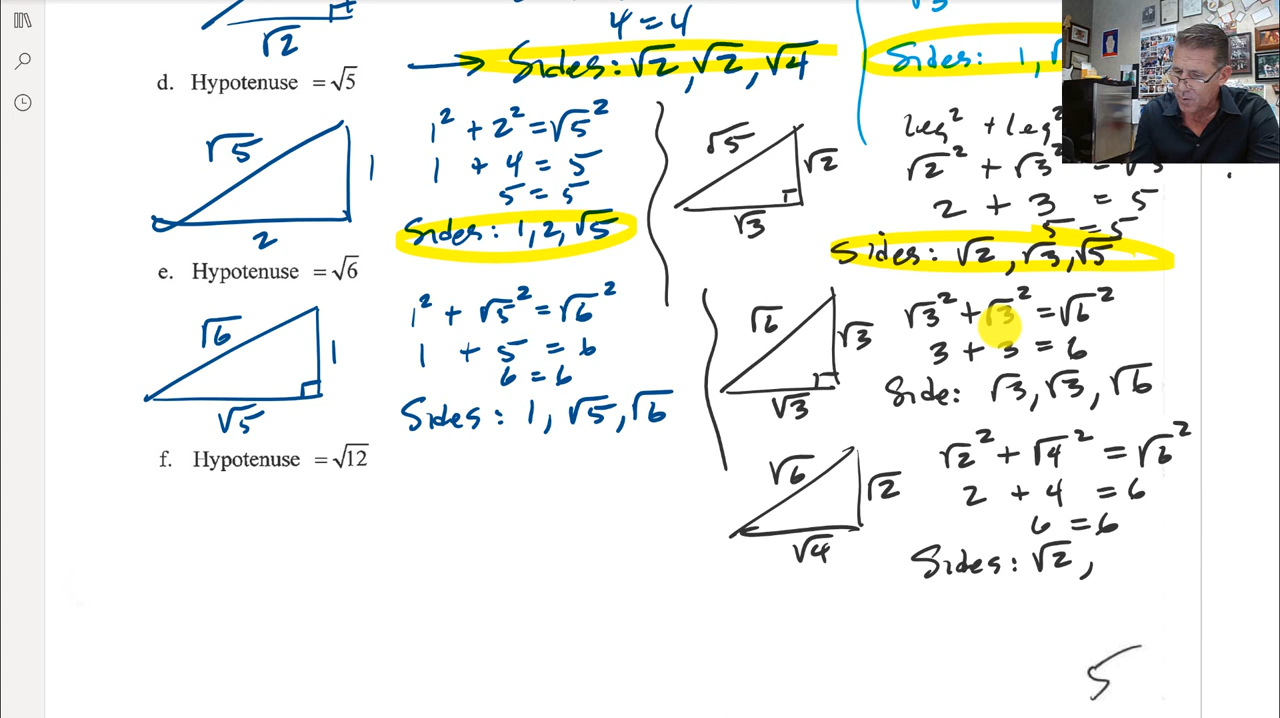 √2
4 = 4
→ Sides: √2, √2, √4
√3
Sides: 1, √
d. Hypotenuse = √5
√5
1
2
1² + 2² = √5²
1 + 4 = 5
5 = 5
Sides: 1, 2, √5
√5
√2
√3
leg² + leg²
√2² + √3² = √5
2 + 3 = 5
5 = 5
Sides: √2, √3, √5
e. Hypotenuse = √6
√6
1
√5
1² + √5² = √6²
1 + 5 = 6
6 = 6
Sides: 1, √5, √6
√6
√3
√3
√3² + √3² = √6²
3 + 3 = 6
Side: √3, √3, √6
f. Hypotenuse = √12
√6
√2
√4
√2² + √4² = √6²
2 + 4 = 6
6 = 6
Sides: √2,
5